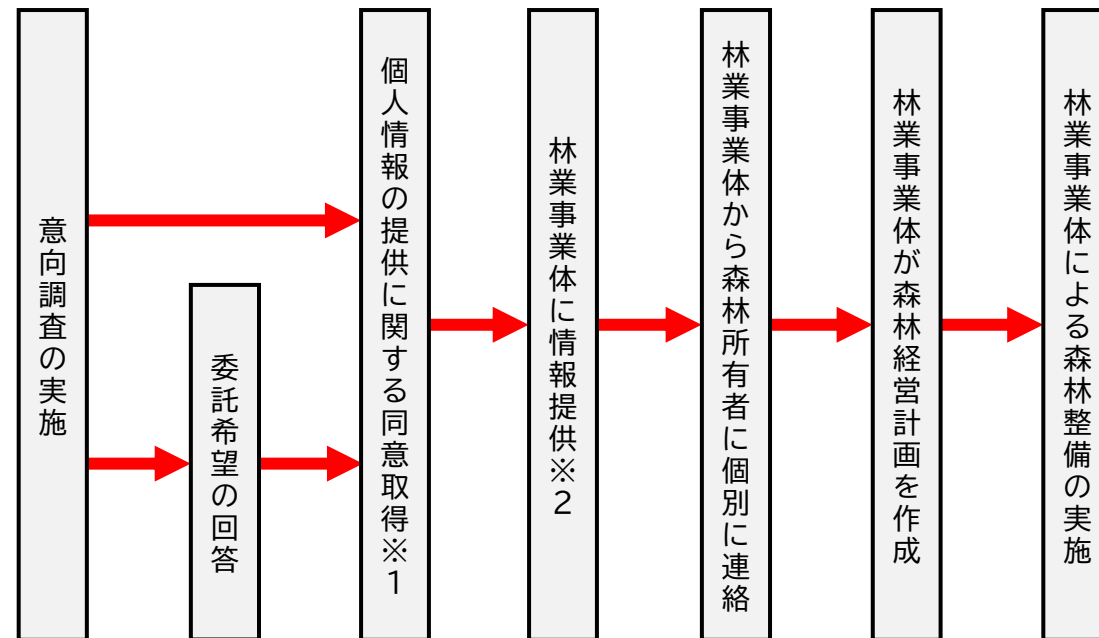 意向調査の実施
委託希望の回答
個人情報の提供に関する同意取得※1
林業事業体に情報提供※2
林業事業体から森林所有者に個別に連絡
林業事業体が森林経営計画を作成
林業事業体による森林整備の実施